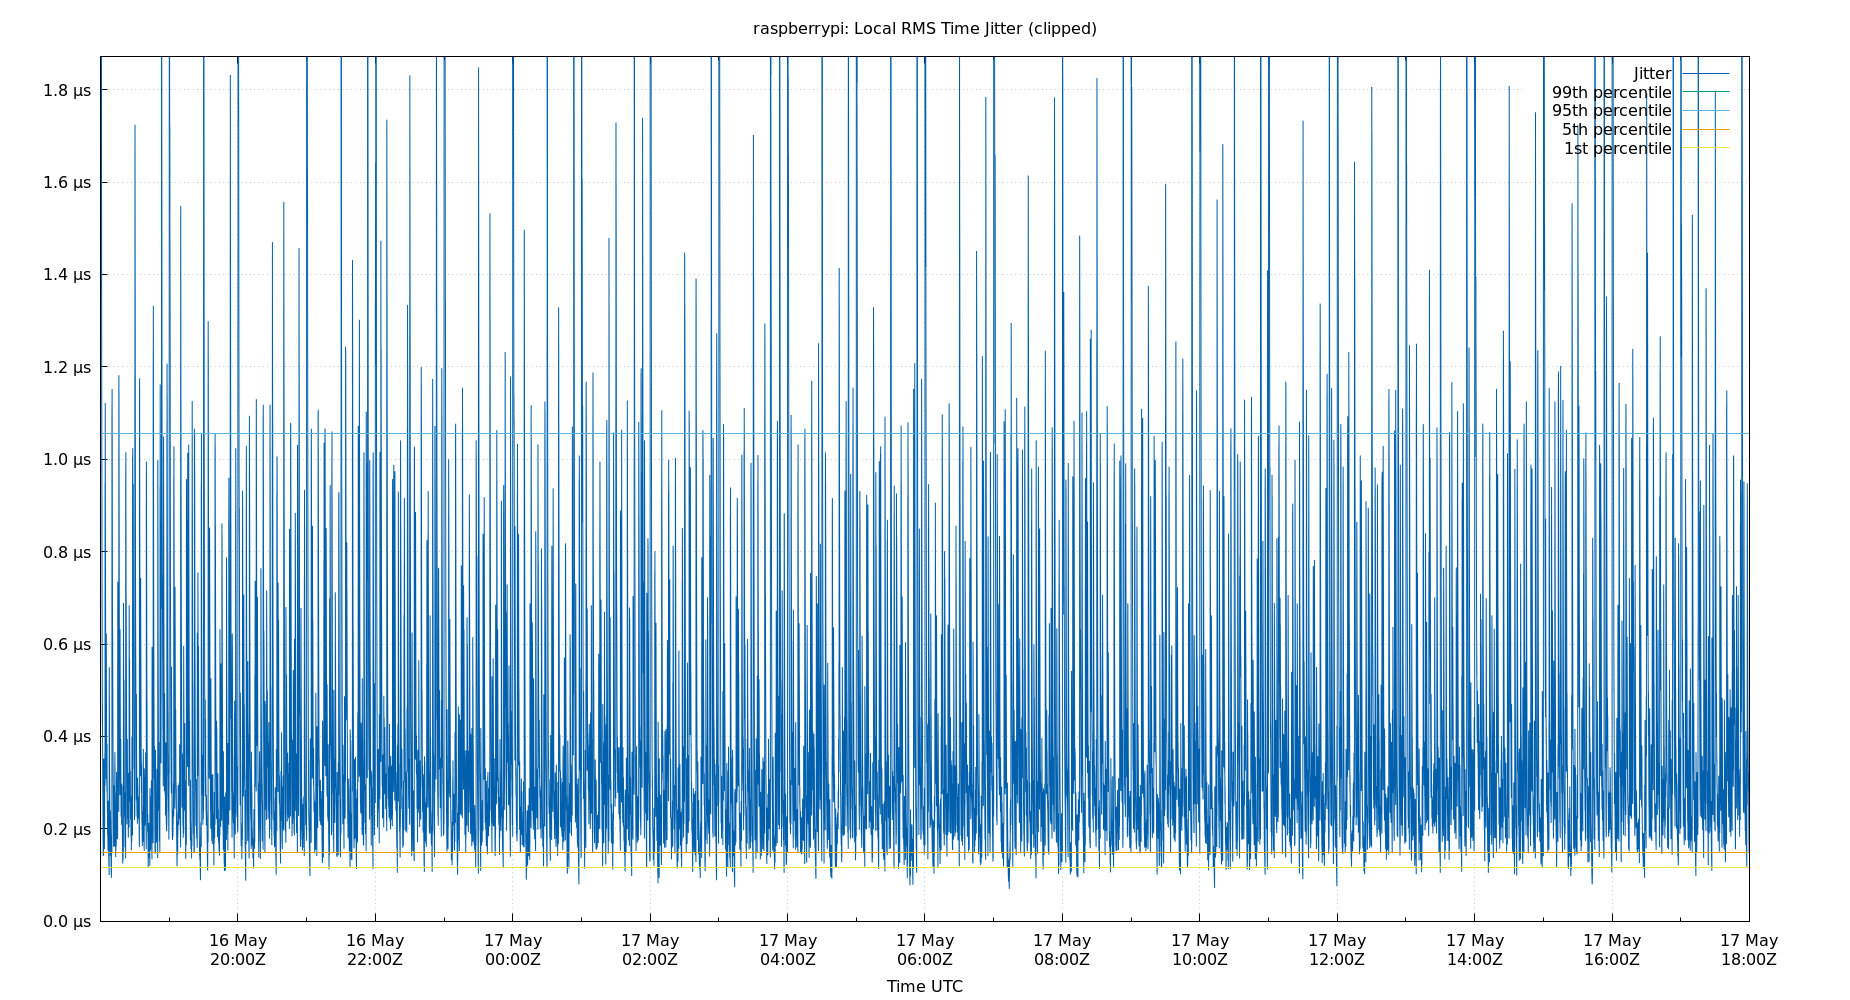 raspberrypi: Local RMS Time Jitter (clipped)
Jitter
99th percentile
95th percentile
5th percentile
1st percentile
1.8 µs
1.6 µs
1.4 µs
1.2 µs
1.0 µs
0.8 µs
0.6 µs
0.4 µs
0.2 µs
0.0 µs
16 May 16 May 17 May 17 May 17 May 17 May 17 May 17 May 17 May 17 May 17 May 17 May
20:00Z 22:00Z 00:00Z 02:00Z 04:00Z 06:00Z 08:00Z 10:00Z 12:00Z 14:00Z 16:00Z 18:00Z
Time UTC